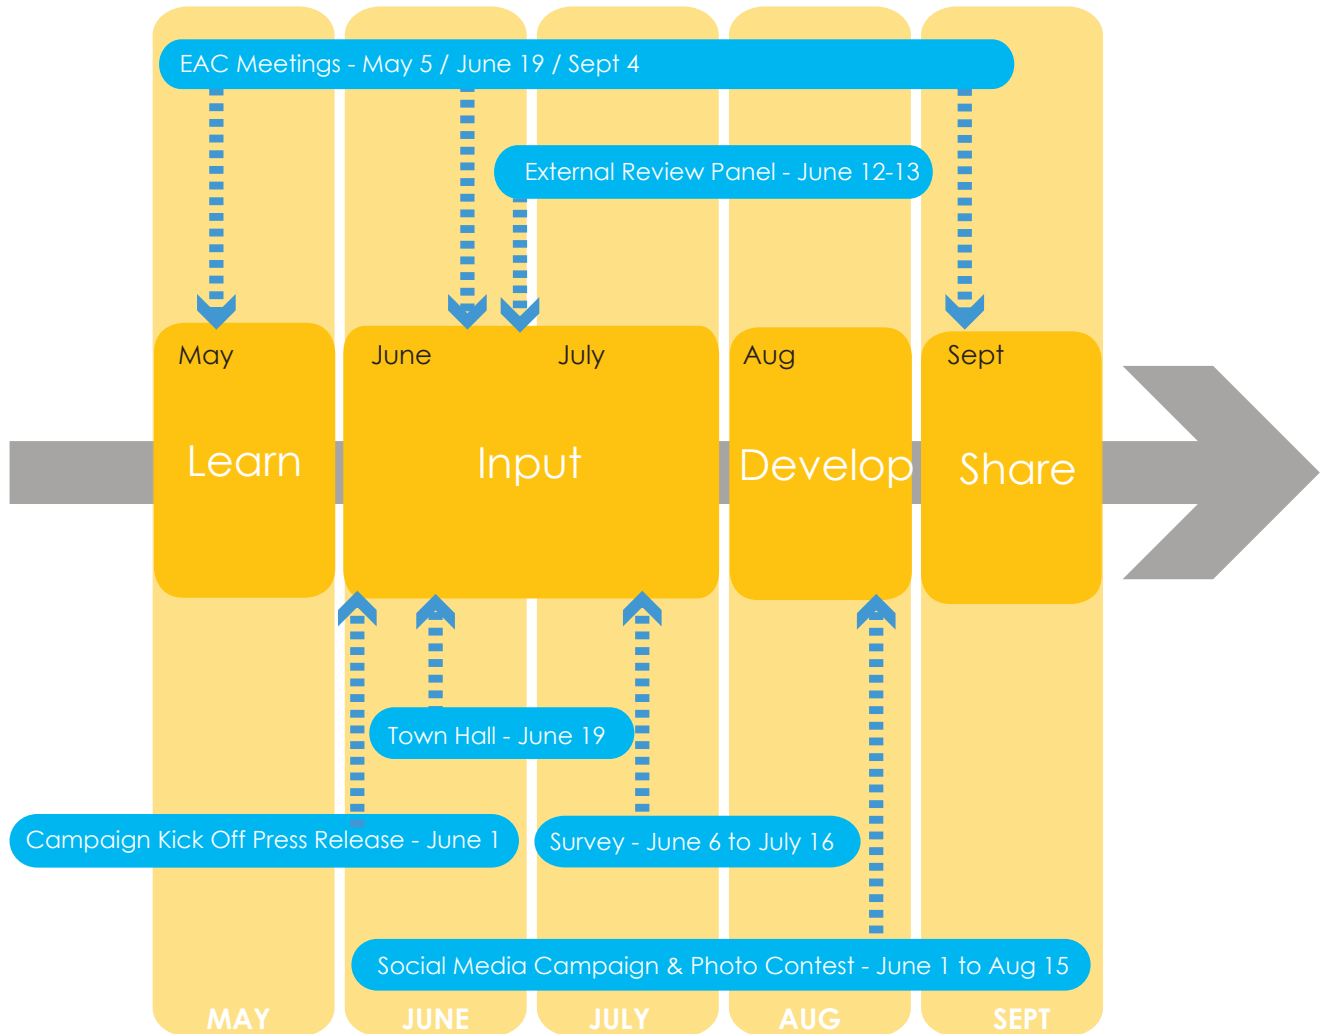 EAC Meetings - May 5 / June 19 / Sept 4
External Review Panel - June 12-13
May
June
July
Aug
Sept
Learn
Input
Develop
Share
Town Hall - June 19
Campaign Kick Off Press Release - June 1
Survey - June 6 to July 16
Social Media Campaign & Photo Contest - June 1 to Aug 15
MAY
JUNE
JULY
AUG
SEPT